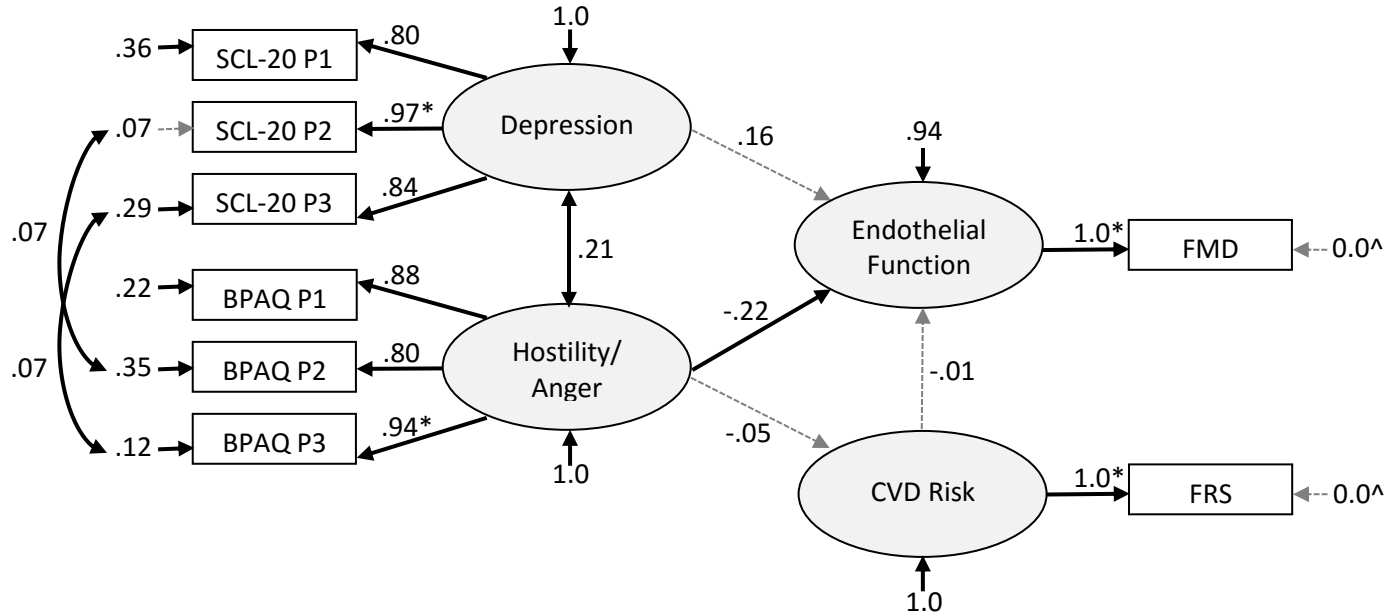 1.0
.36
SCL-20 P1
.80
.07
SCL-20 P2
.97*
Depression
.16
.94
.29
SCL-20 P3
.84
.07
.21
Endothelial
Function
1.0*
FMD
0.0^
.22
BPAQ P1
.88
-.22
.07
.35
BPAQ P2
.80
Hostility/
Anger
-.01
.12
BPAQ P3
.94*
-.05
1.0
CVD Risk
1.0*
FRS
0.0^
1.0